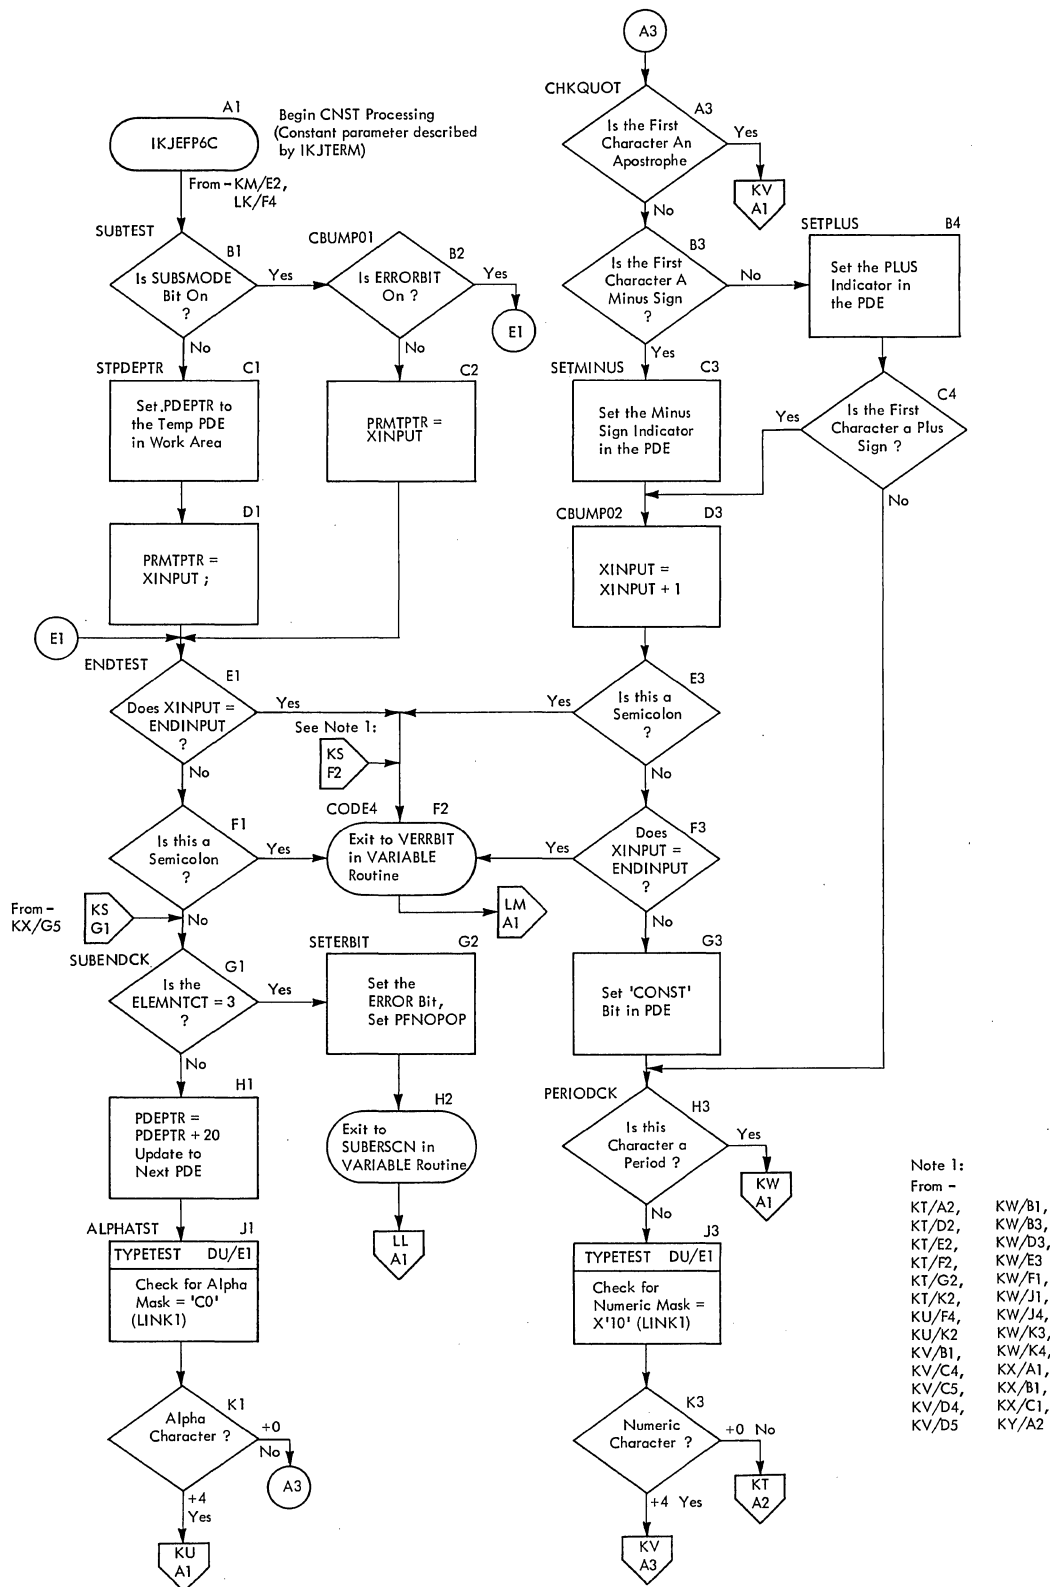 A1
Begin CNST Processing
(Constant parameter described
by IKJTERM)
IKJEFP6C
From - KM/E2,
LK/F4
SUBTEST
B1
Is SUBSMODE
Bit On
?
Yes
No
CBUMP01
B2
Is ERRORBIT
On ?
Yes
E1
No
STPDEPTR
C1
Set.PDEPTR to
the Temp PDE
in Work Area
C2
PRMTPTR =
XINPUT
D1
PRMTPTR =
XINPUT ;
E1
ENDTEST
E1
Does XINPUT =
ENDINPUT
?
Yes
No
See Note 1:
KS
F2
F1
Is this a
Semicolon
?
Yes
No
CODE4
F2
Exit to VERRBIT
in VARIABLE
Routine
LM
A1
From -
KX/G5
KS
G1
SUBENDCK
G1
Is the
ELEMNTCT = 3
?
Yes
No
SETERBIT
G2
Set the
ERROR Bit,
Set PFNOPOP
H1
PDEPTR =
PDEPTR + 20
Update to
Next PDE
H2
Exit to
SUBERSCN in
VARIABLE Routine
LL
A1
ALPHATST
J1
TYPETEST DU/E1
Check for Alpha
Mask = 'C0'
(LINK1)
K1
Alpha
Character ?
+0
No
A3
+4
Yes
KU
A1
A3
CHKQUOT
A3
Is the First
Character An
Apostrophe
Yes
KV
A1
No
B3
Is the First
Character A
Minus Sign
?
No
Yes
SETPLUS
B4
Set the PLUS
Indicator in
the PDE
SETMINUS
C3
Set the Minus
Sign Indicator
in the PDE
C4
Is the First
Character a Plus
Sign ?
Yes
No
CBUMP02
D3
XINPUT =
XINPUT + 1
E3
Is this a
Semicolon
?
Yes
No
F3
Does
XINPUT =
ENDINPUT
?
Yes
No
G3
Set 'CONST'
Bit in PDE
PERIODCK
H3
Is this
Character a
Period ?
Yes
KW
A1
No
J3
TYPETEST DU/E1
Check for
Numeric Mask =
X'10' (LINK1)
K3
Numeric
Character ?
+0 No
KT
A2
+4 Yes
KV
A3
Note 1:
From -
KT/A2, KW/B1,
KT/D2, KW/B3,
KT/E2, KW/D3,
KT/F2, KW/E3
KT/G2, KW/F1,
KT/K2, KW/J1,
KU/F4, KW/J4,
KU/K2 KW/K3,
KV/B1, KW/K4,
KV/C4, KX/A1,
KV/C5, KX/B1,
KV/D4, KX/C1,
KV/D5 KY/A2